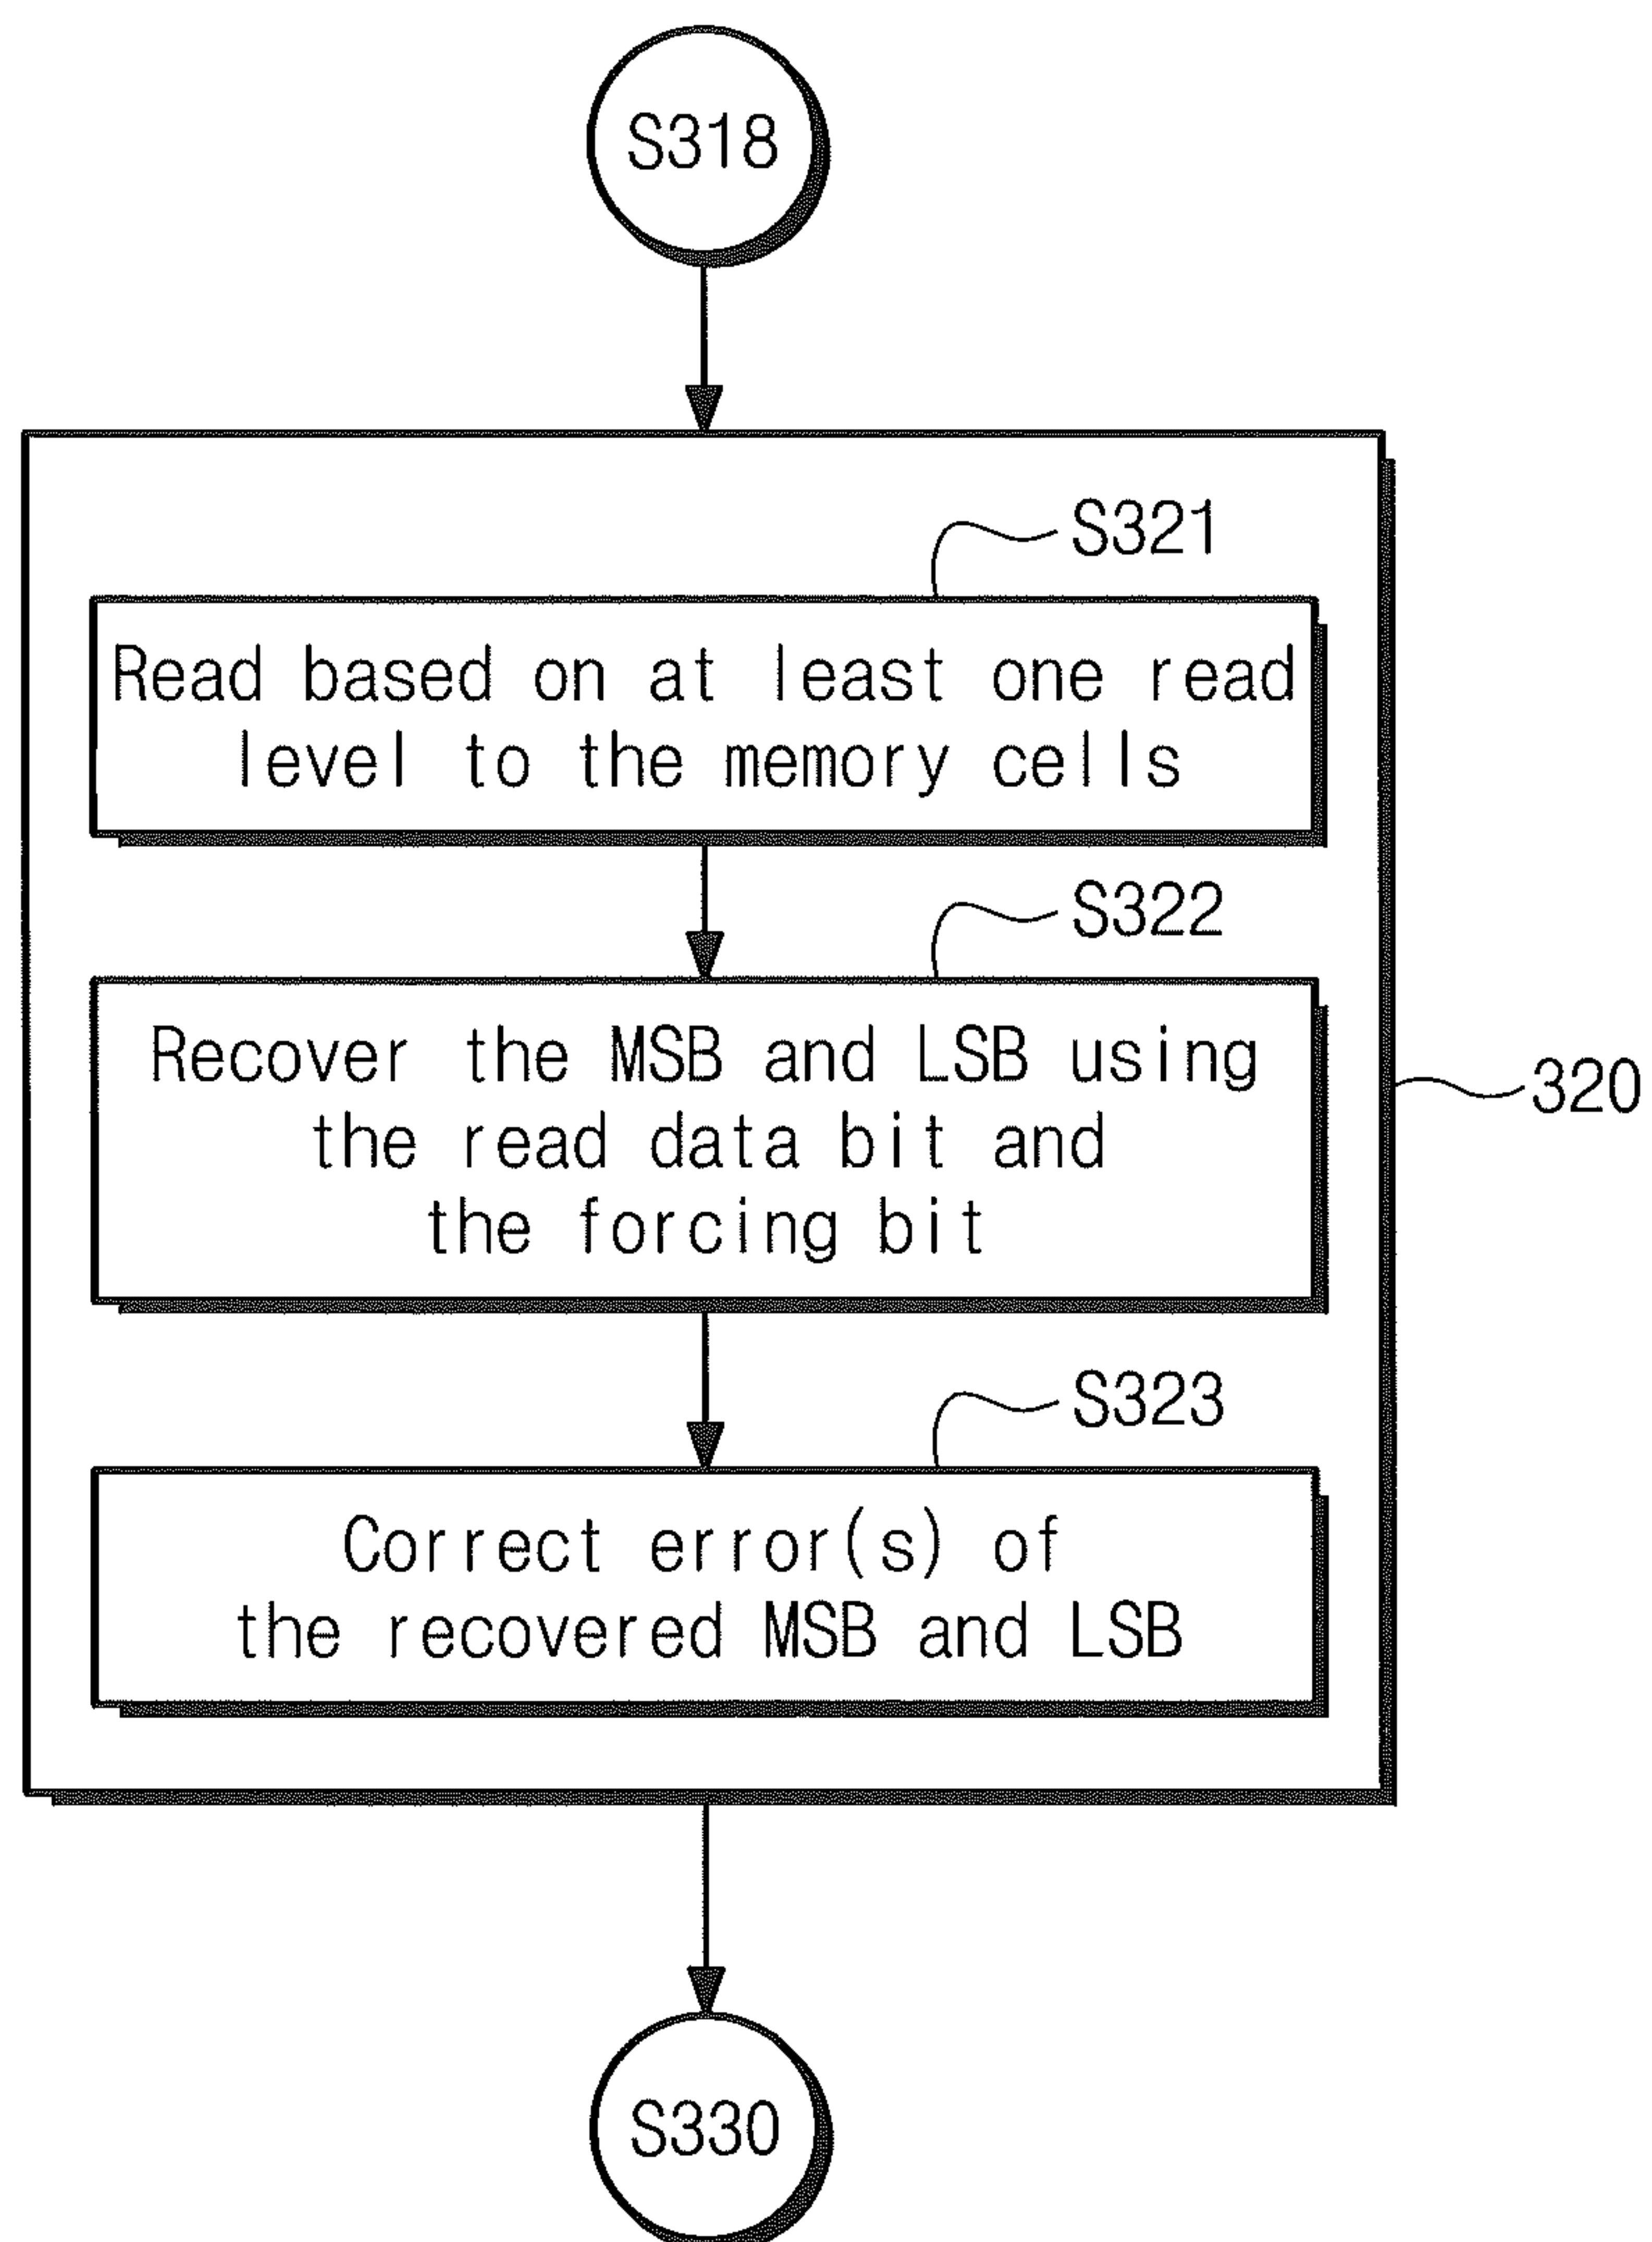 S318
S321
Read based on at least one read
level to the memory cells
S322
Recover the MSB and LSB using
the read data bit and
the forcing bit
320
S323
Correct error(s) of
the recovered MSB and LSB
S330